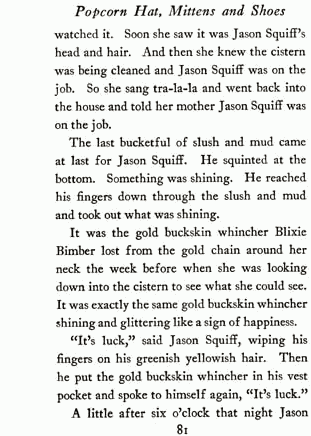 Popcorn Hat, Mittens and Shoes
watched it. Soon she saw it was Jason Squiff's
head and hair. And then she knew the cistern
was being cleaned and Jason Squiff was on the
job. So she sang tra-la-la and went back into
the house and told her mother Jason Squiff was
on the job.
The last bucketful of slush and mud came
at last for Jason Squiff. He squinted at the
bottom. Something was shining. He reached
his fingers down through the slush and mud
and took out what was shining.
It was the gold buckskin whincher Blixie
Bimber lost from the gold chain around her
neck the week before when she was looking
down into the cistern to see what she could see.
It was exactly the same gold buckskin whincher
shining and glittering like a sign of happiness.
"It's luck," said Jason Squiff, wiping his
fingers on his greenish yellowish hair. Then
he put the gold buckskin whincher in his vest
pocket and spoke to himself again, "It's luck."
A little after six o'clock that night Jason
81